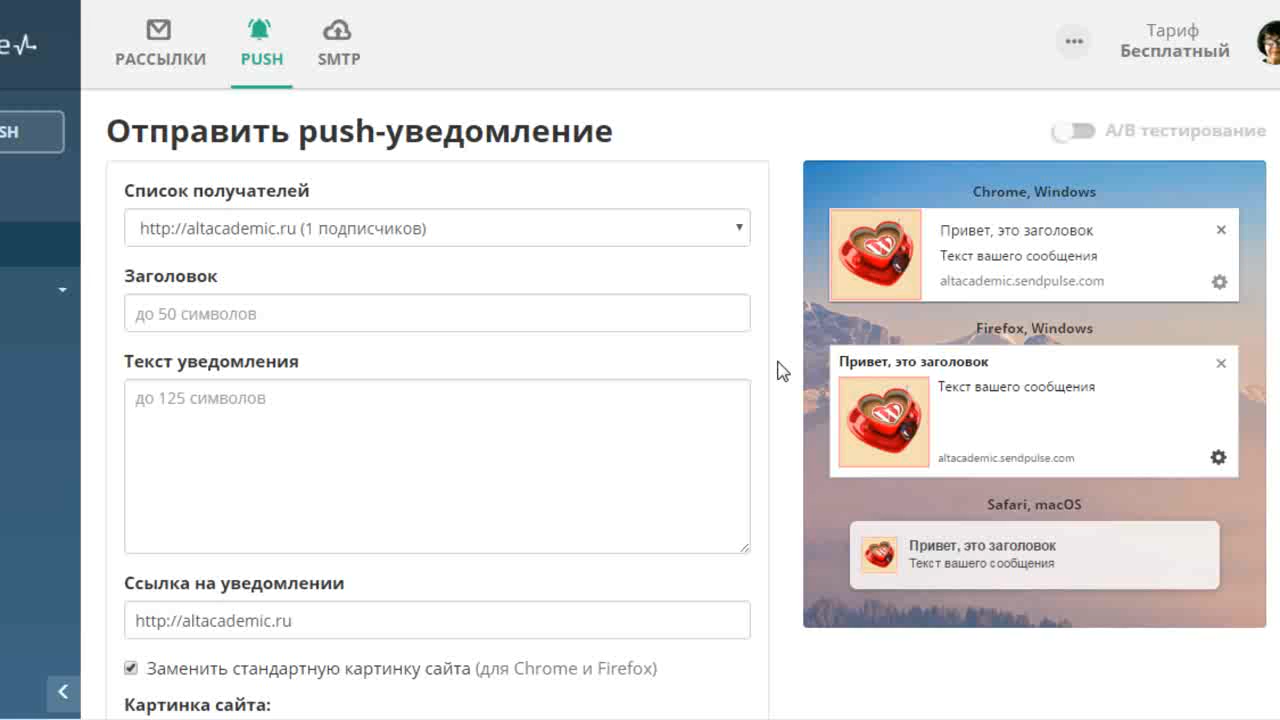 e
РАССЫЛКИ
PUSH
SMTP
Тариф
Бесплатный
SH
Отправить push-уведомление
A/B тестирование
Список получателей
http://altacademic.ru (1 подписчиков)
Заголовок
до 50 символов
Текст уведомления
до 125 символов
Ссылка на уведомлении
http://altacademic.ru
Заменить стандартную картинку сайта (для Chrome и Firefox)
Картинка сайта:
Chrome, Windows
Привет, это заголовок
Текст вашего сообщения
altacademic.sendpulse.com
Firefox, Windows
Привет, это заголовок
Текст вашего сообщения
altacademic.sendpulse.com
Safari, macOS
Привет, это заголовок
Текст вашего сообщения